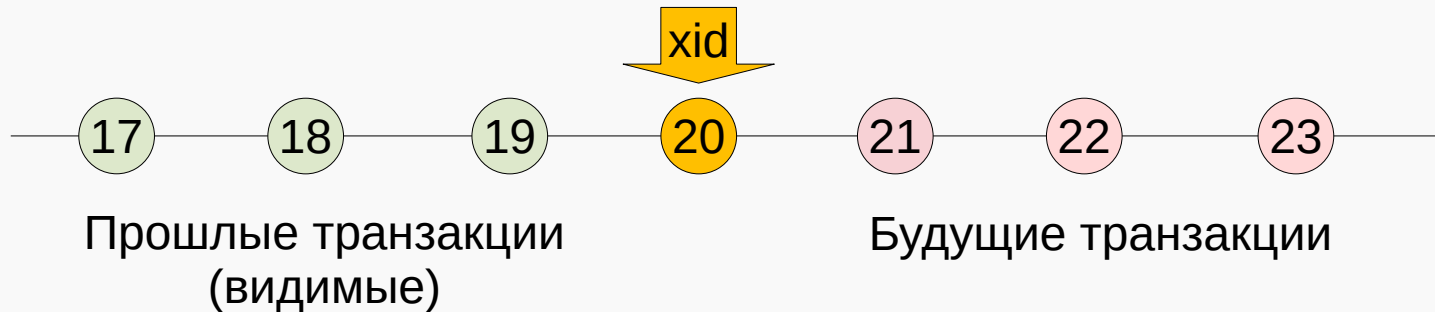 xid
17 18 19 20 21 22 23
Прошлые транзакции
(видимые)
Будущие транзакции